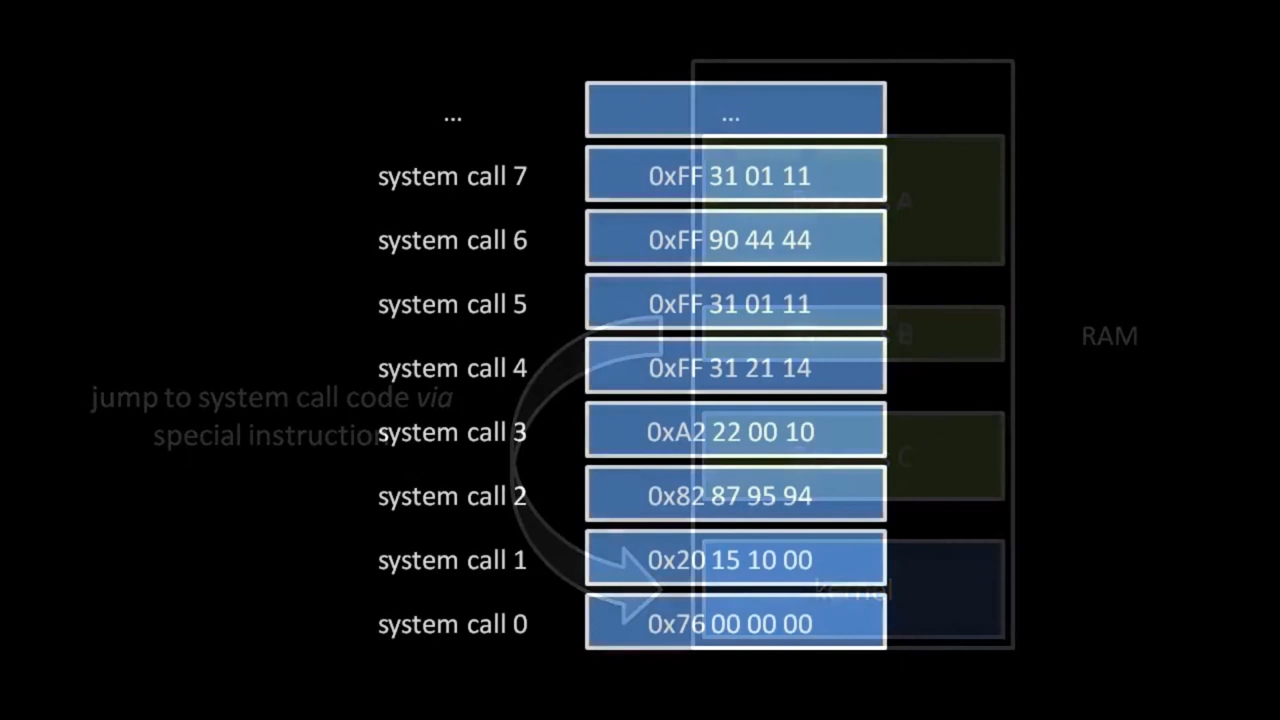 ... ...
system call 7 0xFF 31 01 11
system call 6 0xFF 90 44 44
system call 5 0xFF 31 01 11
system call 4 0xFF 31 21 14
system call 3 0xA2 22 00 10
system call 2 0x82 87 95 94
system call 1 0x20 15 10 00
system call 0 0x76 00 00 00
jump to system call code via
special instruction
A
B
C
kernel
RAM